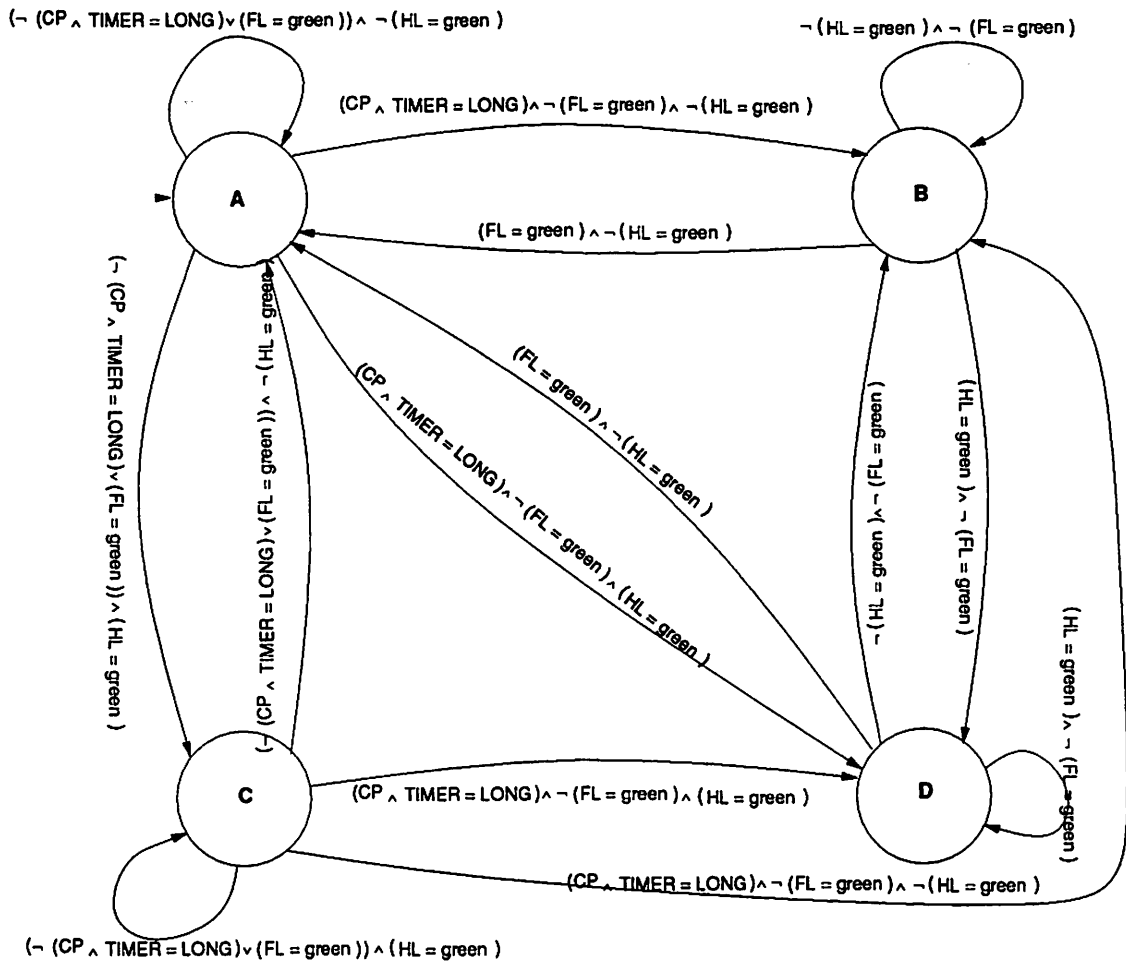 (¬ (CP ∧ TIMER = LONG) ∨ (FL = green )) ∧ ¬ (HL = green )
¬ (HL = green ) ∧ ¬ (FL = green )
(CP ∧ TIMER = LONG ) ∧ ¬ (FL = green ) ∧ ¬ (HL = green )
A
B
(FL = green ) ∧ ¬ (HL = green )
(¬ (CP ∧ TIMER = LONG) ∨ (FL = green )) ∧ (HL = green )
(¬ (CP ∧ TIMER = LONG) ∨ (FL = green )) ∧ ¬ (HL = green
(FL = green ) ∧ ¬ (HL = green )
(CP ∧ TIMER = LONG ) ∧ ¬ (FL = green ) ∧ (HL = green )
¬ (HL = green ) ∧ ¬ (FL = green )
(HL = green ) ∧ ¬ (FL = green )
(HL = green ) ∧ ¬ (FL = green )
C
D
(CP ∧ TIMER = LONG ) ∧ ¬ (FL = green ) ∧ (HL = green )
(CP ∧ TIMER = LONG ) ∧ ¬ (FL = green ) ∧ ¬ (HL = green )
(¬ (CP ∧ TIMER = LONG) ∨ (FL = green )) ∧ (HL = green )